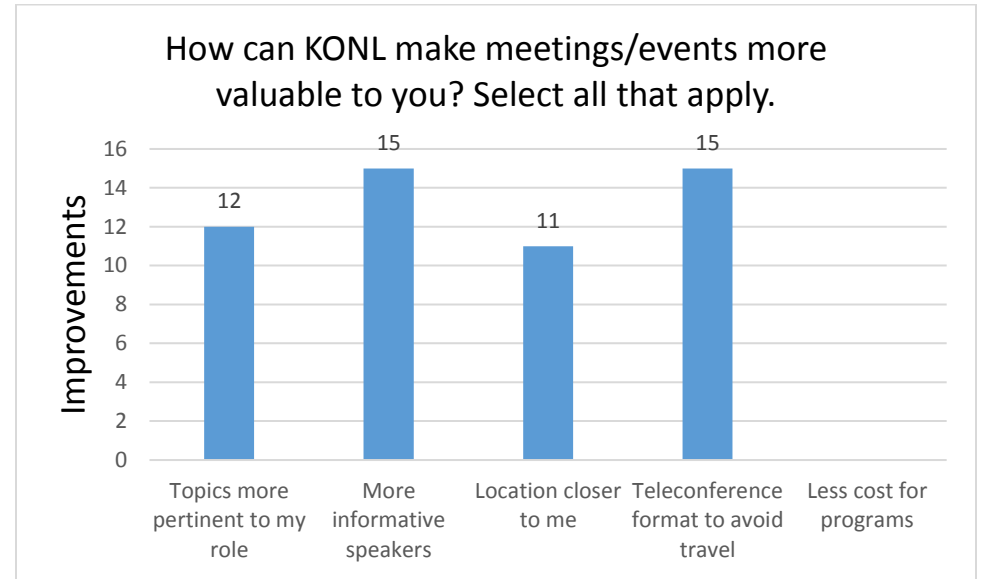 How can KONL make meetings/events more
valuable to you? Select all that apply.
Improvements
16
14
12
10
8
6
4
2
0
12
15
11
15
Topics more
pertinent to my
role
More
informative
speakers
Location closer
to me
Teleconference
format to avoid
travel
Less cost for
programs